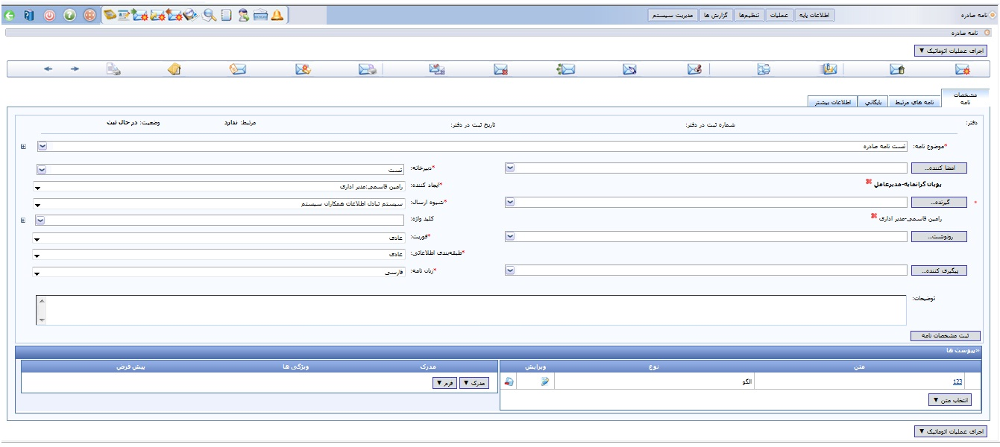 نامه صادره
اطلاعات پایه عملیات تنظیم‌ها گزارش ها مدیریت سیستم
نامه صادره
اجرای عملیات اتوماتیک ▼
مشخصات نامه نامه های مرتبط بایگانی اطلاعات بیشتر
دفتر: شماره ثبت در دفتر: تاریخ ثبت در دفتر: مرتبط: ندارد وضعیت: در حال ثبت
*موضوع نامه: تست نامه صادره
امضا کننده... *دبیرخانه: تست
پویان گرانمایه-مدیرعامل *ایجاد کننده: رامین قاسمی:مدیر اداری
* گیرنده... *شیوه ارسال: سیستم تبادل اطلاعات همکاران سیستم
رامین قاسمی-مدیر اداری کلید واژه:
رونوشت... *فوریت: عادی
*طبقه‌بندی اطلاعاتی: عادی
پیگیری کننده... *زبان نامه: فارسی
توضیحات:
ثبت مشخصات نامه
«پیوست ها
متن نوع ویرایش مدرک ویژگی ها پیش فرض
123 الگو مدرک ▼ فرم ▼
انتخاب متن ▼
اجرای عملیات اتوماتیک ▼